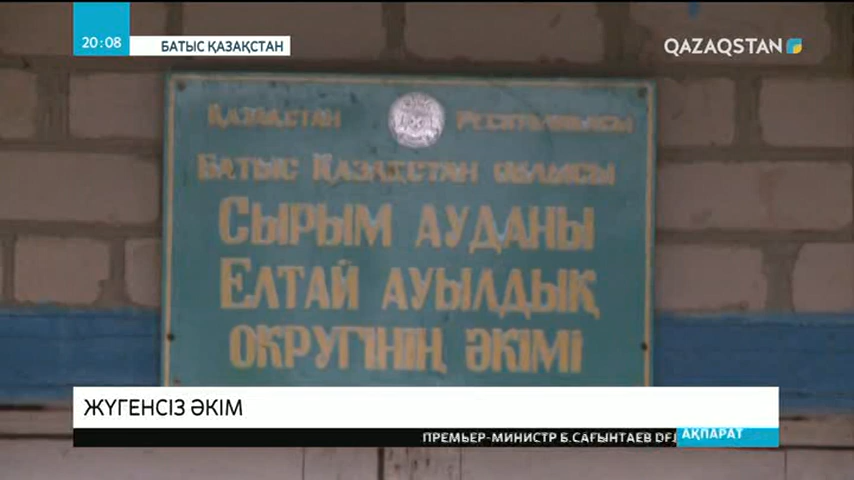 20:08
БАТЫС ҚАЗАҚСТАН
QAZAQSTAN
ҚАЗАҚСТАН РЕСПУБЛИКАСЫ
БАТЫС ҚАЗАҚСТАН ОБЛЫСЫ
СЫРЫМ АУДАНЫ
ЕЛТАЙ АУЫЛДЫҚ
ОКРУГІНІҢ ӘКІМІ
ЖҮГЕНСІЗ ӘКІМ
ПРЕМЬЕР-МИНИСТР Б.САҒЫНТАЕВ
АҚПАРАТ